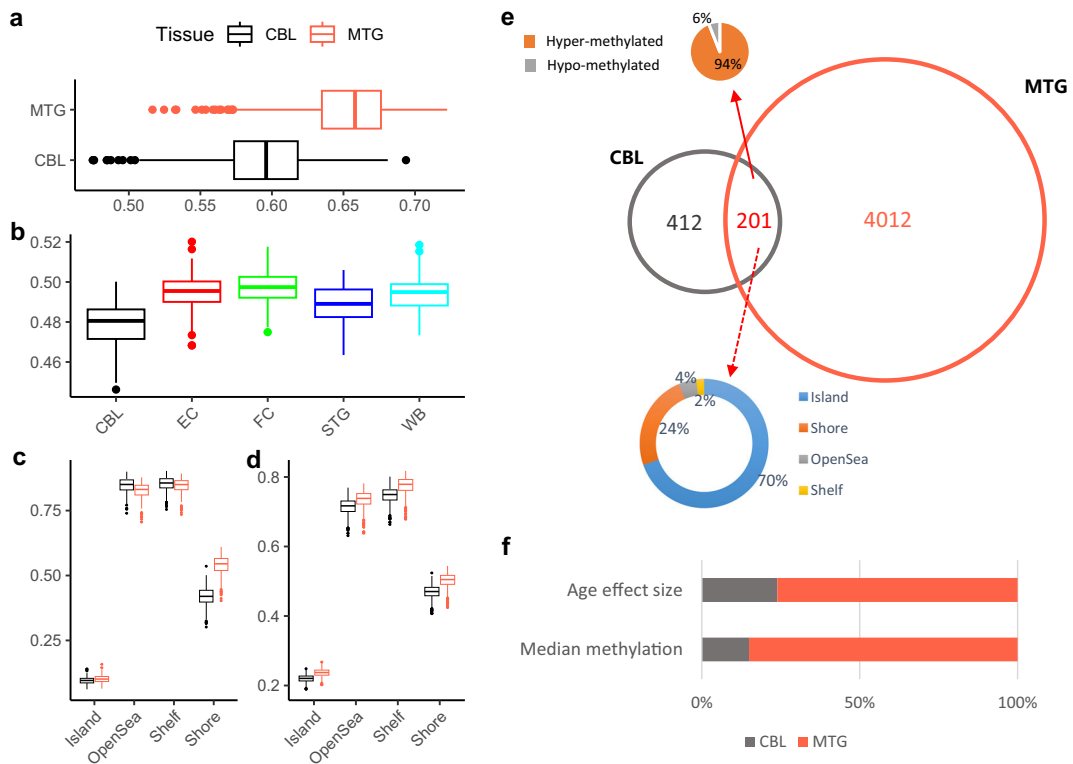 a
Tissue CBL MTG
MTG
CBL
0.50 0.55 0.60 0.65 0.70
b
0.52
0.50
0.48
0.46
CBL EC FC STG WB
c
0.75
0.50
0.25
Island OpenSea Shelf Shore
d
0.8
0.6
0.4
0.2
Island OpenSea Shelf Shore
e
Hyper-methylated
Hypo-methylated
6%
94%
CBL
MTG
412
201
4012
4%
2%
24%
70%
Island
Shore
OpenSea
Shelf
f
Age effect size
Median methylation
0% 50% 100%
CBL MTG